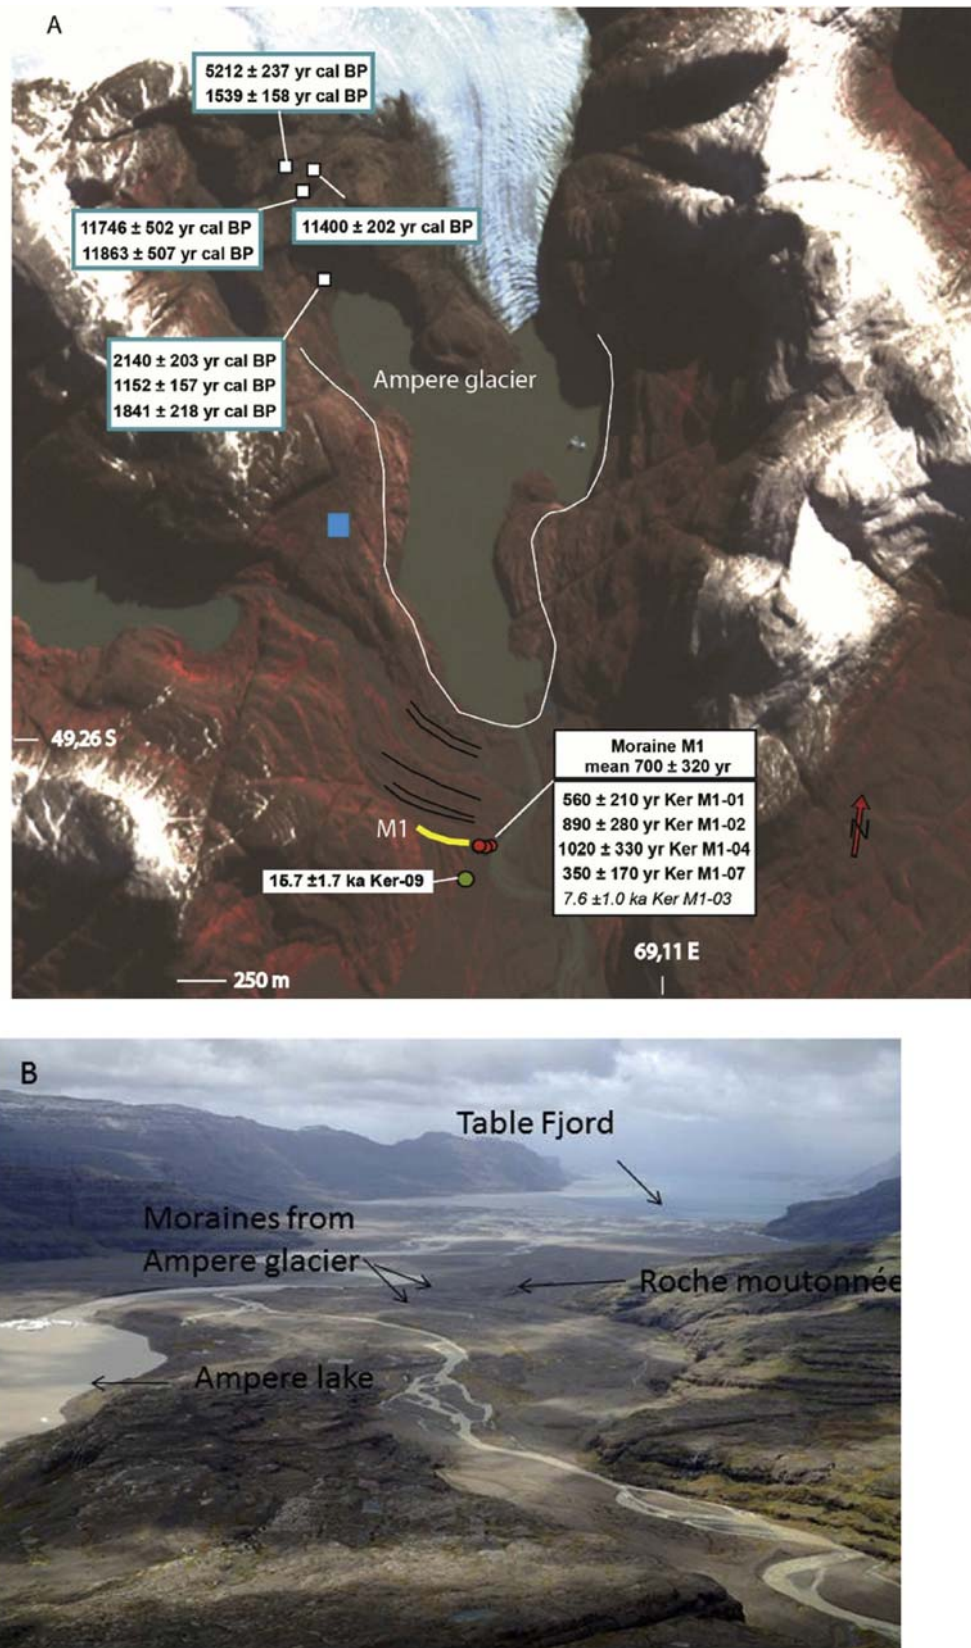 A
5212 ± 237 yr cal BP
1539 ± 158 yr cal BP
11746 ± 502 yr cal BP
11863 ± 507 yr cal BP
11400 ± 202 yr cal BP
2140 ± 203 yr cal BP
1152 ± 157 yr cal BP
1841 ± 218 yr cal BP
Ampere glacier
49,26 S
Moraine M1
mean 700 ± 320 yr
560 ± 210 yr Ker M1-01
890 ± 280 yr Ker M1-02
1020 ± 330 yr Ker M1-04
350 ± 170 yr Ker M1-07
7.6 ±1.0 ka Ker M1-03
M1
15.7 ±1.7 ka Ker-09
N
69,11 E
250 m
B
Table Fjord
Moraines from
Ampere glacier
Roche moutonnée
Ampere lake